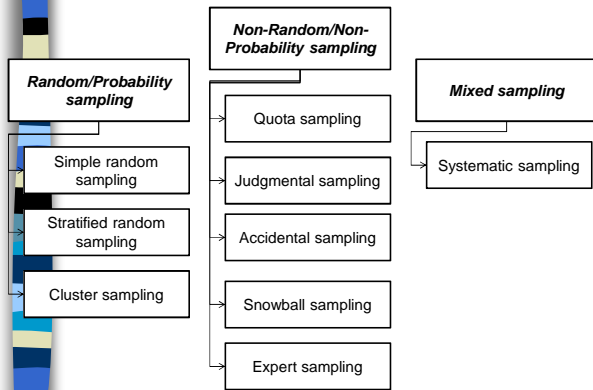 Random/Probability
sampling
Simple random
sampling
Stratified random
sampling
Cluster sampling
Non-Random/Non-
Probability sampling
Quota sampling
Judgmental sampling
Accidental sampling
Snowball sampling
Expert sampling
Mixed sampling
Systematic sampling